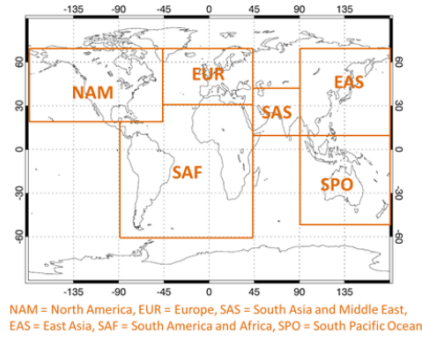 -135 -90 -45 0 45 90 135
60 60
NAM EUR EAS
30 SAS 30
0 0
-30 SAF SPO -30
-60 -60
-135 -90 -45 0 45 90 135
NAM = North America, EUR = Europe, SAS = South Asia and Middle East,
EAS = East Asia, SAF = South America and Africa, SPO = South Pacific Ocean